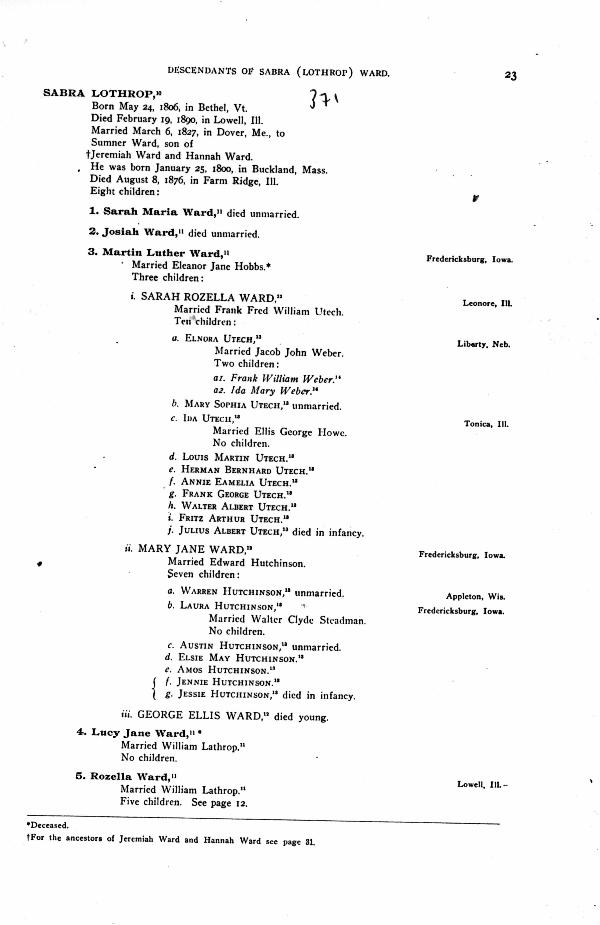 DESCENDANTS OF SABRA (LOTHROP) WARD. 23
SABRA LOTHROP,¹⁰ 371
Born May 24, 1806, in Bethel, Vt.
Died February 19, 1890, in Lowell, Ill.
Married March 6, 1827, in Dover, Me., to
Sumner Ward, son of
†Jeremiah Ward and Hannah Ward.
He was born January 25, 1800, in Buckland, Mass.
Died August 8, 1876, in Farm Ridge, Ill.
Eight children:
1. Sarah Maria Ward,¹¹ died unmarried.
2. Josiah Ward,¹¹ died unmarried.
3. Martin Luther Ward,¹¹ Fredericksburg, Iowa.
Married Eleanor Jane Hobbs.*
Three children:
i. SARAH ROZELLA WARD,¹² Leonore, Ill.
Married Frank Fred William Utech.
Ten children:
a. ELNORA UTECH,¹³ Liberty, Neb.
Married Jacob John Weber.
Two children:
a1. Frank William Weber.¹⁴
a2. Ida Mary Weber.¹⁴
b. MARY SOPHIA UTECH,¹³ unmarried.
c. IDA UTECH,¹³ Tonica, Ill.
Married Ellis George Howe.
No children.
d. LOUIS MARTIN UTECH.¹³
e. HERMAN BERNHARD UTECH.¹³
f. ANNIE EAMELIA UTECH.¹³
g. FRANK GEORGE UTECH.¹³
h. WALTER ALBERT UTECH.¹³
i. FRITZ ARTHUR UTECH.¹³
j. JULIUS ALBERT UTECH,¹³ died in infancy.
ii. MARY JANE WARD,¹² Fredericksburg, Iowa.
Married Edward Hutchinson.
Seven children:
a. WARREN HUTCHINSON,¹³ unmarried. Appleton, Wis.
b. LAURA HUTCHINSON,¹³ Fredericksburg, Iowa.
Married Walter Clyde Steadman.
No children.
c. AUSTIN HUTCHINSON,¹³ unmarried.
d. ELSIE MAY HUTCHINSON.¹³
e. AMOS HUTCHINSON.¹³
{ f. JENNIE HUTCHINSON.¹³
{ g. JESSIE HUTCHINSON,¹³ died in infancy.
iii. GEORGE ELLIS WARD,¹² died young.
4. Lucy Jane Ward,¹¹ *
Married William Lathrop.¹¹
No children.
5. Rozella Ward,¹¹ Lowell, Ill.–
Married William Lathrop.¹¹
Five children. See page 12.
*Deceased.
†For the ancestors of Jeremiah Ward and Hannah Ward see page 31.